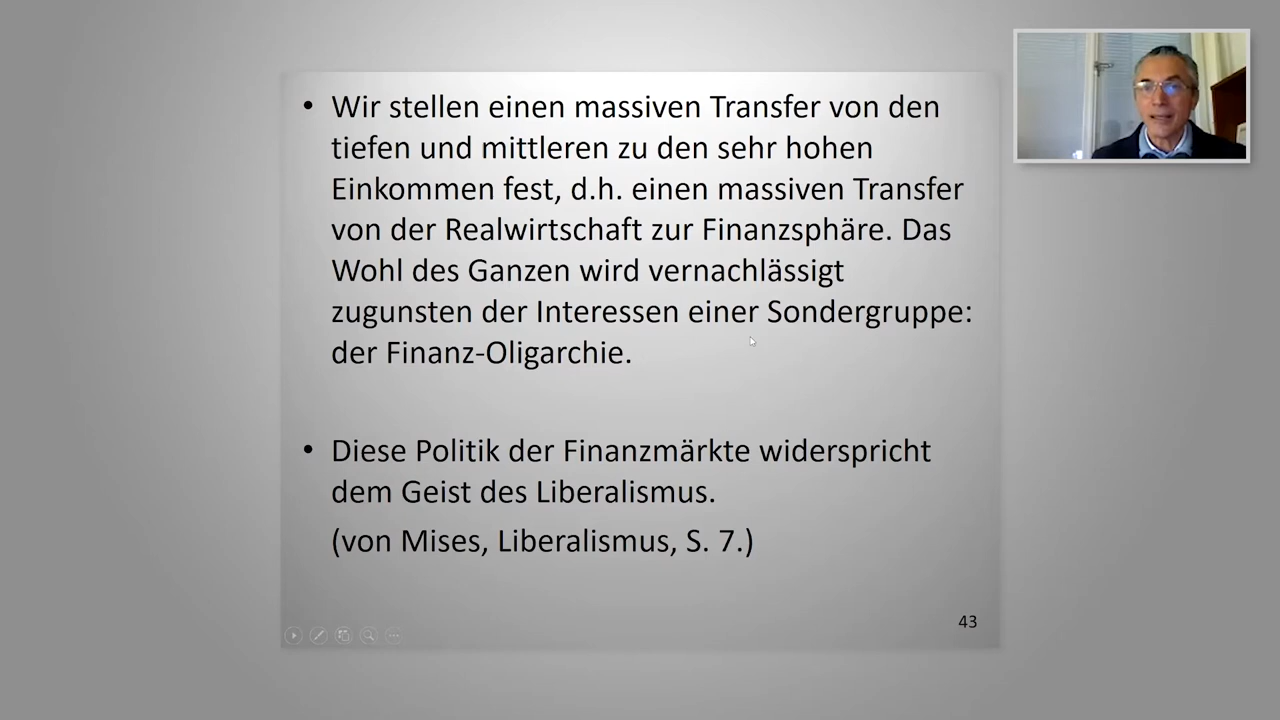 • Wir stellen einen massiven Transfer von den
tiefen und mittleren zu den sehr hohen
Einkommen fest, d.h. einen massiven Transfer
von der Realwirtschaft zur Finanzsphäre. Das
Wohl des Ganzen wird vernachlässigt
zugunsten der Interessen einer Sondergruppe:
der Finanz-Oligarchie.
• Diese Politik der Finanzmärkte widerspricht
dem Geist des Liberalismus.
(von Mises, Liberalismus, S. 7.)
43